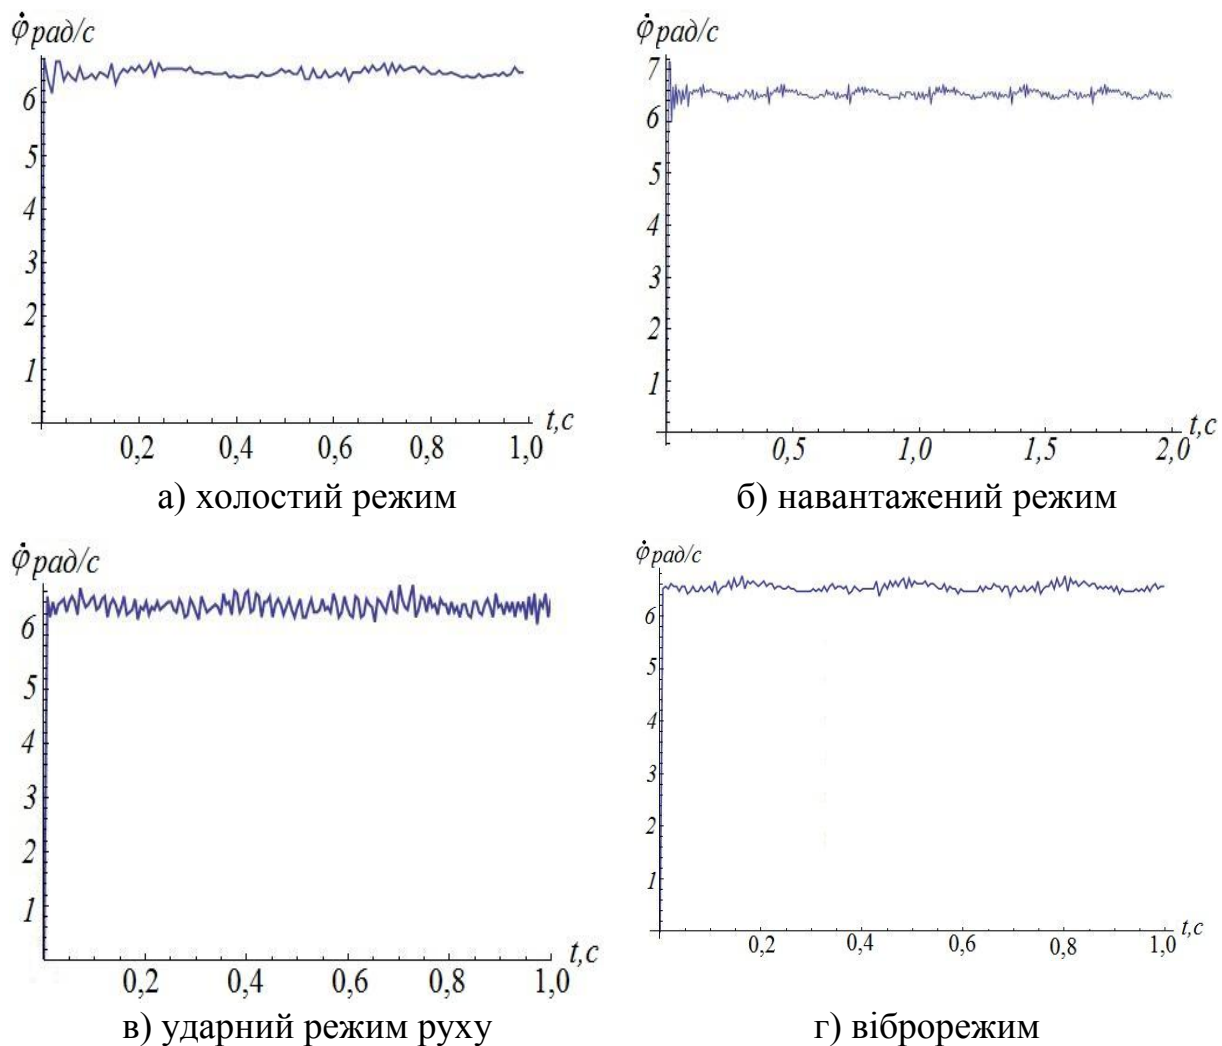 φ̇ рад/с
6
5
4
3
2
1
0,2 0,4 0,6 0,8 1,0
t,c
а) холостий режим
φ̇ рад/с
7
6
5
4
3
2
1
0,5 1,0 1,5 2,0
t,c
б) навантажений режим
φ̇ рад/с
6
5
4
3
2
1
0,2 0,4 0,6 0,8 1,0
t,c
в) ударний режим руху
φ̇ рад/с
6
5
4
3
2
1
0,2 0,4 0,6 0,8 1,0
t,c
г) віброрежим